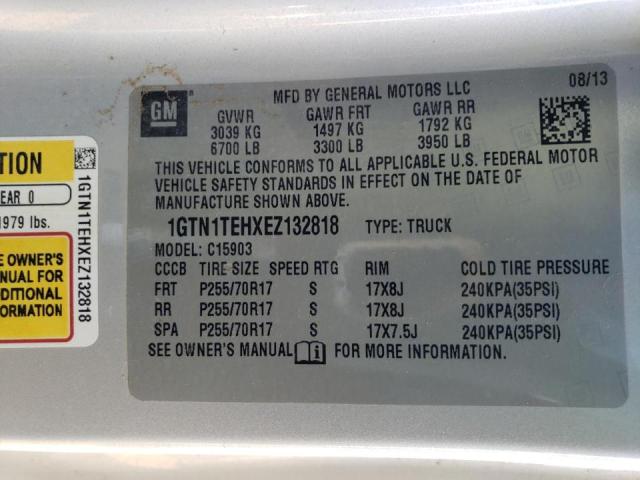 GM
MFD BY GENERAL MOTORS LLC
08/13
GVWR GAWR FRT GAWR RR
3039 KG 1497 KG 1792 KG
6700 LB 3300 LB 3950 LB
THIS VEHICLE CONFORMS TO ALL APPLICABLE U.S. FEDERAL MOTOR
VEHICLE SAFETY STANDARDS IN EFFECT ON THE DATE OF
MANUFACTURE SHOWN ABOVE.
1GTN1TEHXEZ132818 TYPE: TRUCK
MODEL: C15903
CCCB TIRE SIZE SPEED RTG RIM COLD TIRE PRESSURE
FRT P255/70R17 S 17X8J 240KPA(35PSI)
RR P255/70R17 S 17X8J 240KPA(35PSI)
SPA P255/70R17 S 17X7.5J 240KPA(35PSI)
SEE OWNER'S MANUAL i FOR MORE INFORMATION.
TION
EAR 0
1979 lbs.
E OWNER'S
ANUAL FOR
DDITIONAL
FORMATION
1GTN1TEHXEZ132818